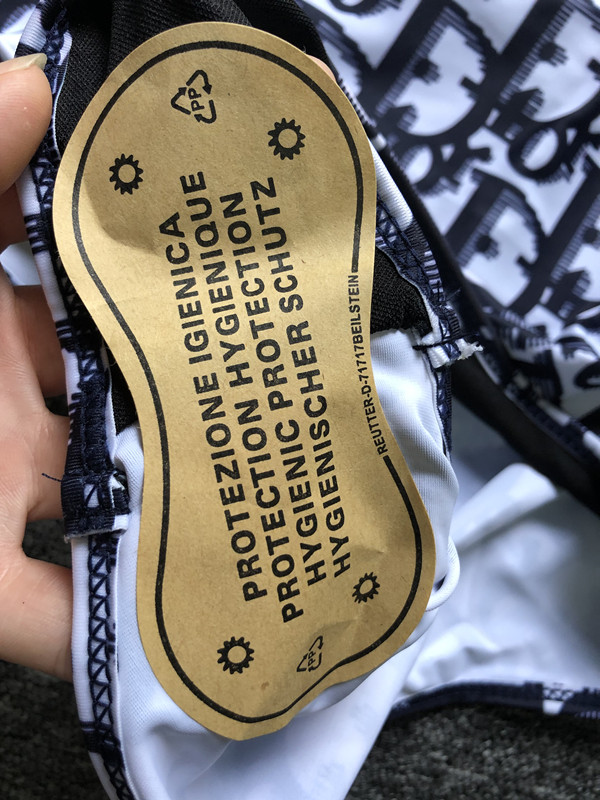 PP
PROTEZIONE IGIENICA
PROTECTION HYGIENIQUE
HYGIENIC PROTECTION
HYGIENISCHER SCHUTZ
REUTTER-D-71717BEILSTEIN
PP